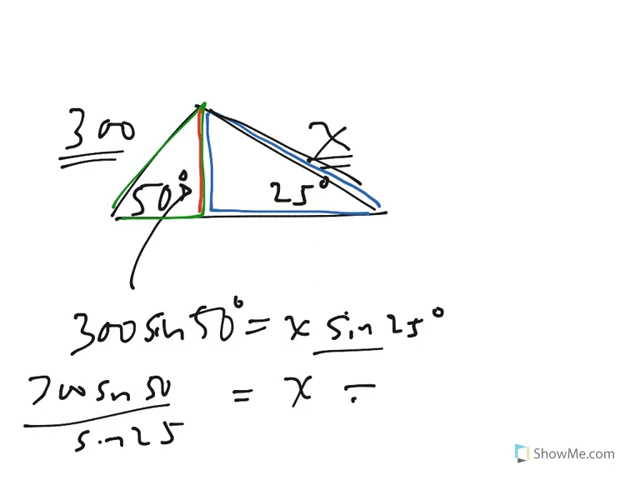 300
x
50°
25°
300 sin 50° = x sin 25°
300 sin 50 / sin 25 = x =
ShowMe.com